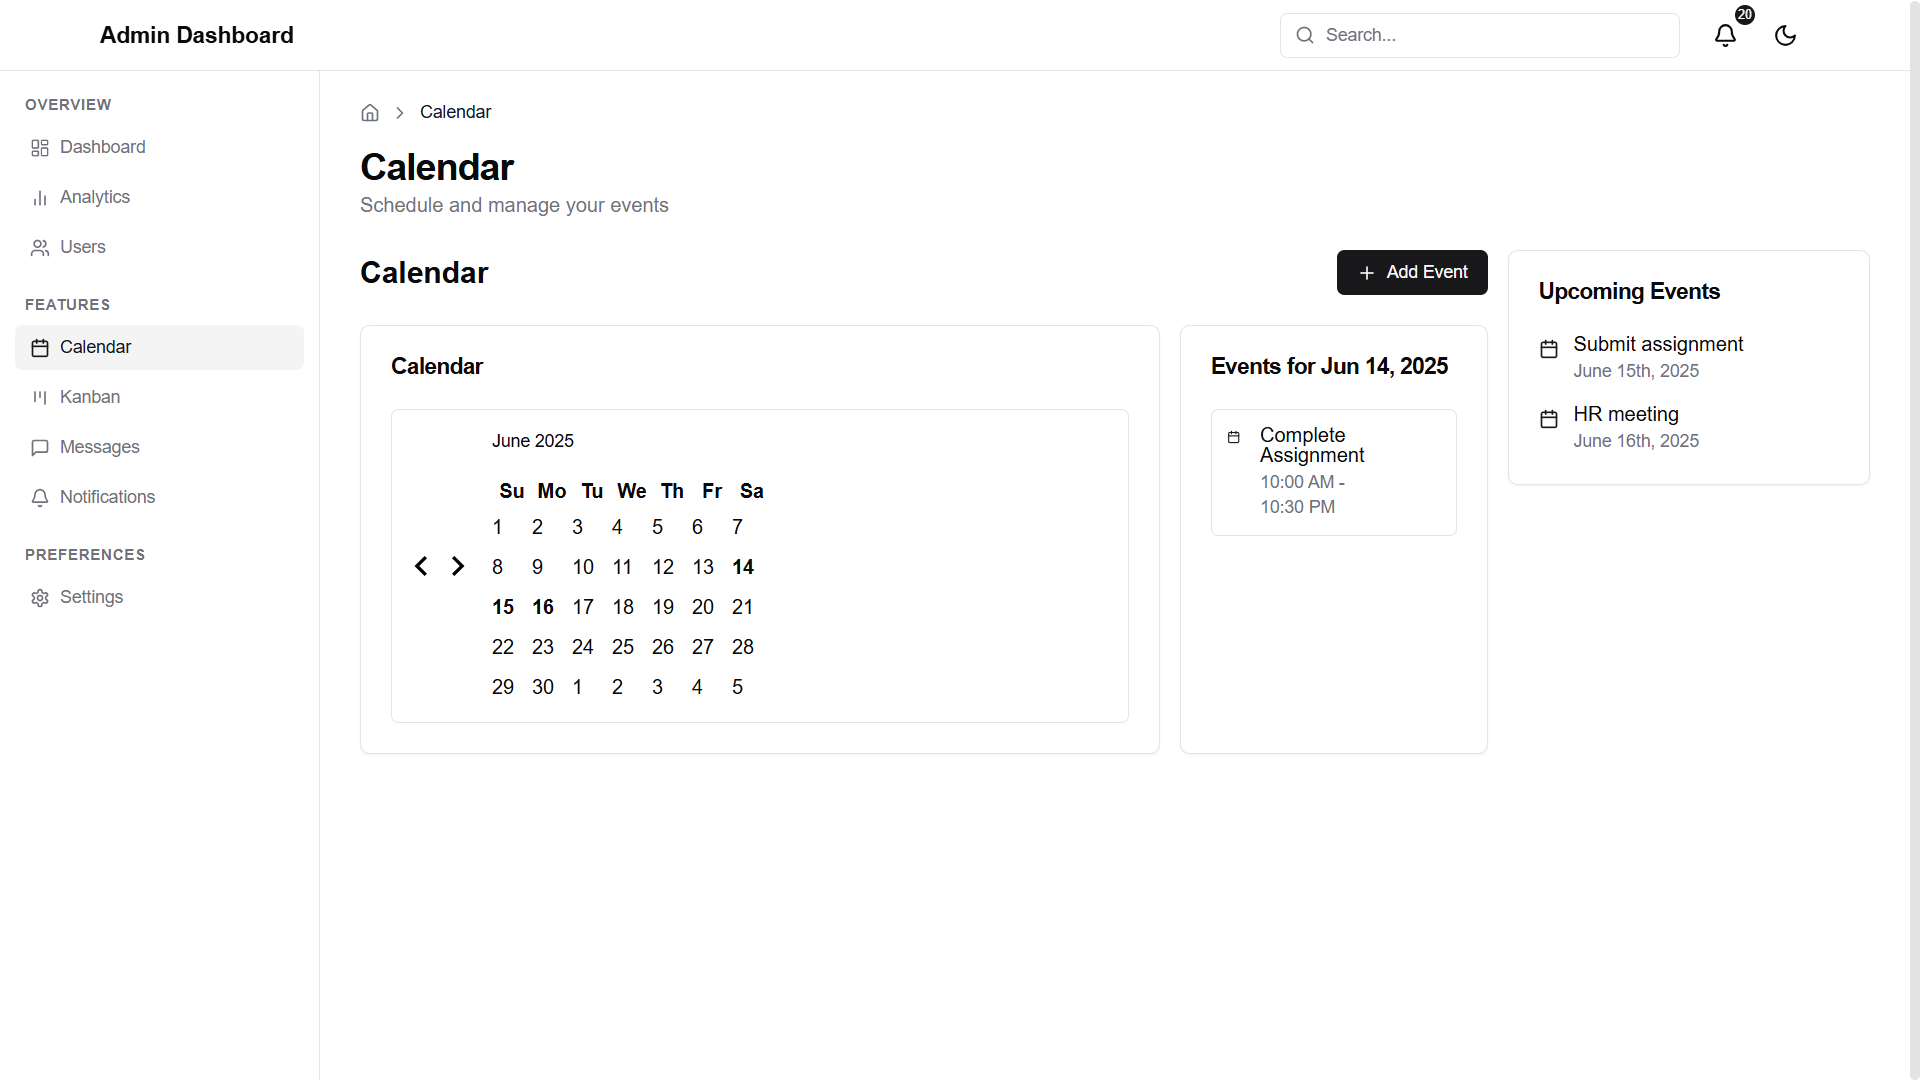 Admin Dashboard
Search...
20
OVERVIEW
Dashboard
Analytics
Users
FEATURES
Calendar
Kanban
Messages
Notifications
PREFERENCES
Settings
Calendar
Calendar
Schedule and manage your events
Calendar
Add Event
Calendar
June 2025
Su Mo Tu We Th Fr Sa
1 2 3 4 5 6 7
8 9 10 11 12 13 14
15 16 17 18 19 20 21
22 23 24 25 26 27 28
29 30 1 2 3 4 5
Events for Jun 14, 2025
Complete
Assignment
10:00 AM -
10:30 PM
Upcoming Events
Submit assignment
June 15th, 2025
HR meeting
June 16th, 2025